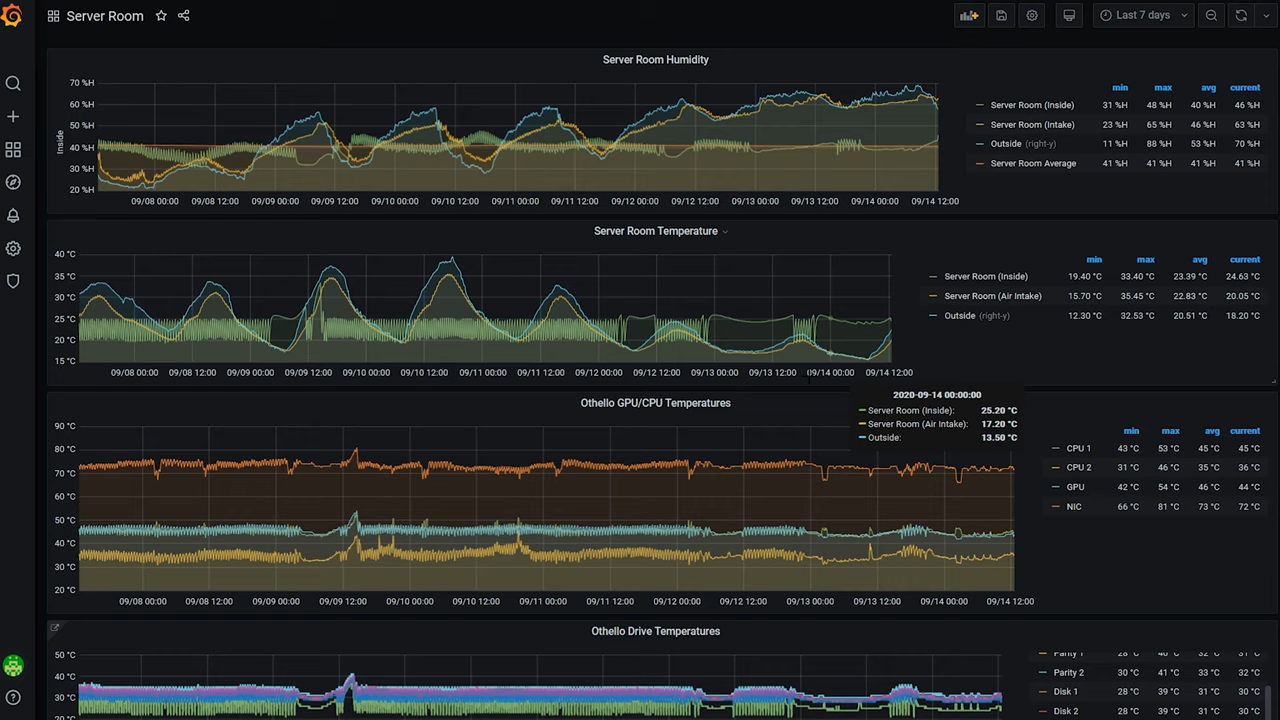 Server Room
Last 7 days
Server Room Humidity
70 %H
60 %H
50 %H
40 %H
30 %H
20 %H
Inside
09/08 00:00 09/08 12:00 09/09 00:00 09/09 12:00 09/10 00:00 09/10 12:00 09/11 00:00 09/11 12:00 09/12 00:00 09/12 12:00 09/13 00:00 09/13 12:00 09/14 00:00 09/14 12:00
min max avg current
Server Room (Inside) 31 %H 48 %H 40 %H 46 %H
Server Room (Intake) 23 %H 65 %H 46 %H 63 %H
Outside (right-y) 11 %H 88 %H 53 %H 70 %H
Server Room Average 41 %H 41 %H 41 %H 41 %H
Server Room Temperature
40 °C
35 °C
30 °C
25 °C
20 °C
15 °C
09/08 00:00 09/08 12:00 09/09 00:00 09/09 12:00 09/10 00:00 09/10 12:00 09/11 00:00 09/11 12:00 09/12 00:00 09/12 12:00 09/13 00:00 09/13 12:00 09/14 00:00 09/14 12:00
min max avg current
Server Room (Inside) 19.40 °C 33.40 °C 23.39 °C 24.63 °C
Server Room (Air Intake) 15.70 °C 35.45 °C 22.83 °C 20.05 °C
Outside (right-y) 12.30 °C 32.53 °C 20.51 °C 18.20 °C
2020-09-14 00:00:00
Server Room (Inside): 25.20 °C
Server Room (Air Intake): 17.20 °C
Outside: 13.50 °C
Othello GPU/CPU Temperatures
90 °C
80 °C
70 °C
60 °C
50 °C
40 °C
30 °C
20 °C
09/08 00:00 09/08 12:00 09/09 00:00 09/09 12:00 09/10 00:00 09/10 12:00 09/11 00:00 09/11 12:00 09/12 00:00 09/12 12:00 09/13 00:00 09/13 12:00 09/14 00:00 09/14 12:00
min max avg current
CPU 1 43 °C 53 °C 45 °C 45 °C
CPU 2 31 °C 46 °C 35 °C 36 °C
GPU 42 °C 54 °C 46 °C 44 °C
NIC 66 °C 81 °C 73 °C 72 °C
Othello Drive Temperatures
50 °C
40 °C
30 °C
20 °C
Parity 1 28 °C 40 °C 32 °C 31 °C
Parity 2 30 °C 41 °C 33 °C 32 °C
Disk 1 28 °C 39 °C 31 °C 30 °C
Disk 2 28 °C 39 °C 31 °C 30 °C